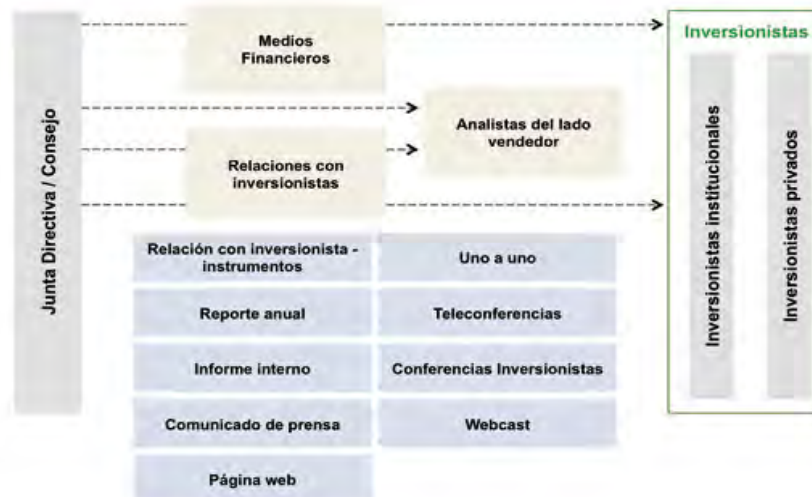 Junta Directiva / Consejo
Medios
Financieros
Analistas del lado
vendedor
Relaciones con
inversionistas
Inversionistas
Inversionistas institucionales
Inversionistas privados
Relación con inversionista -
instrumentos
Uno a uno
Reporte anual
Teleconferencias
Informe interno
Conferencias Inversionistas
Comunicado de prensa
Webcast
Página web